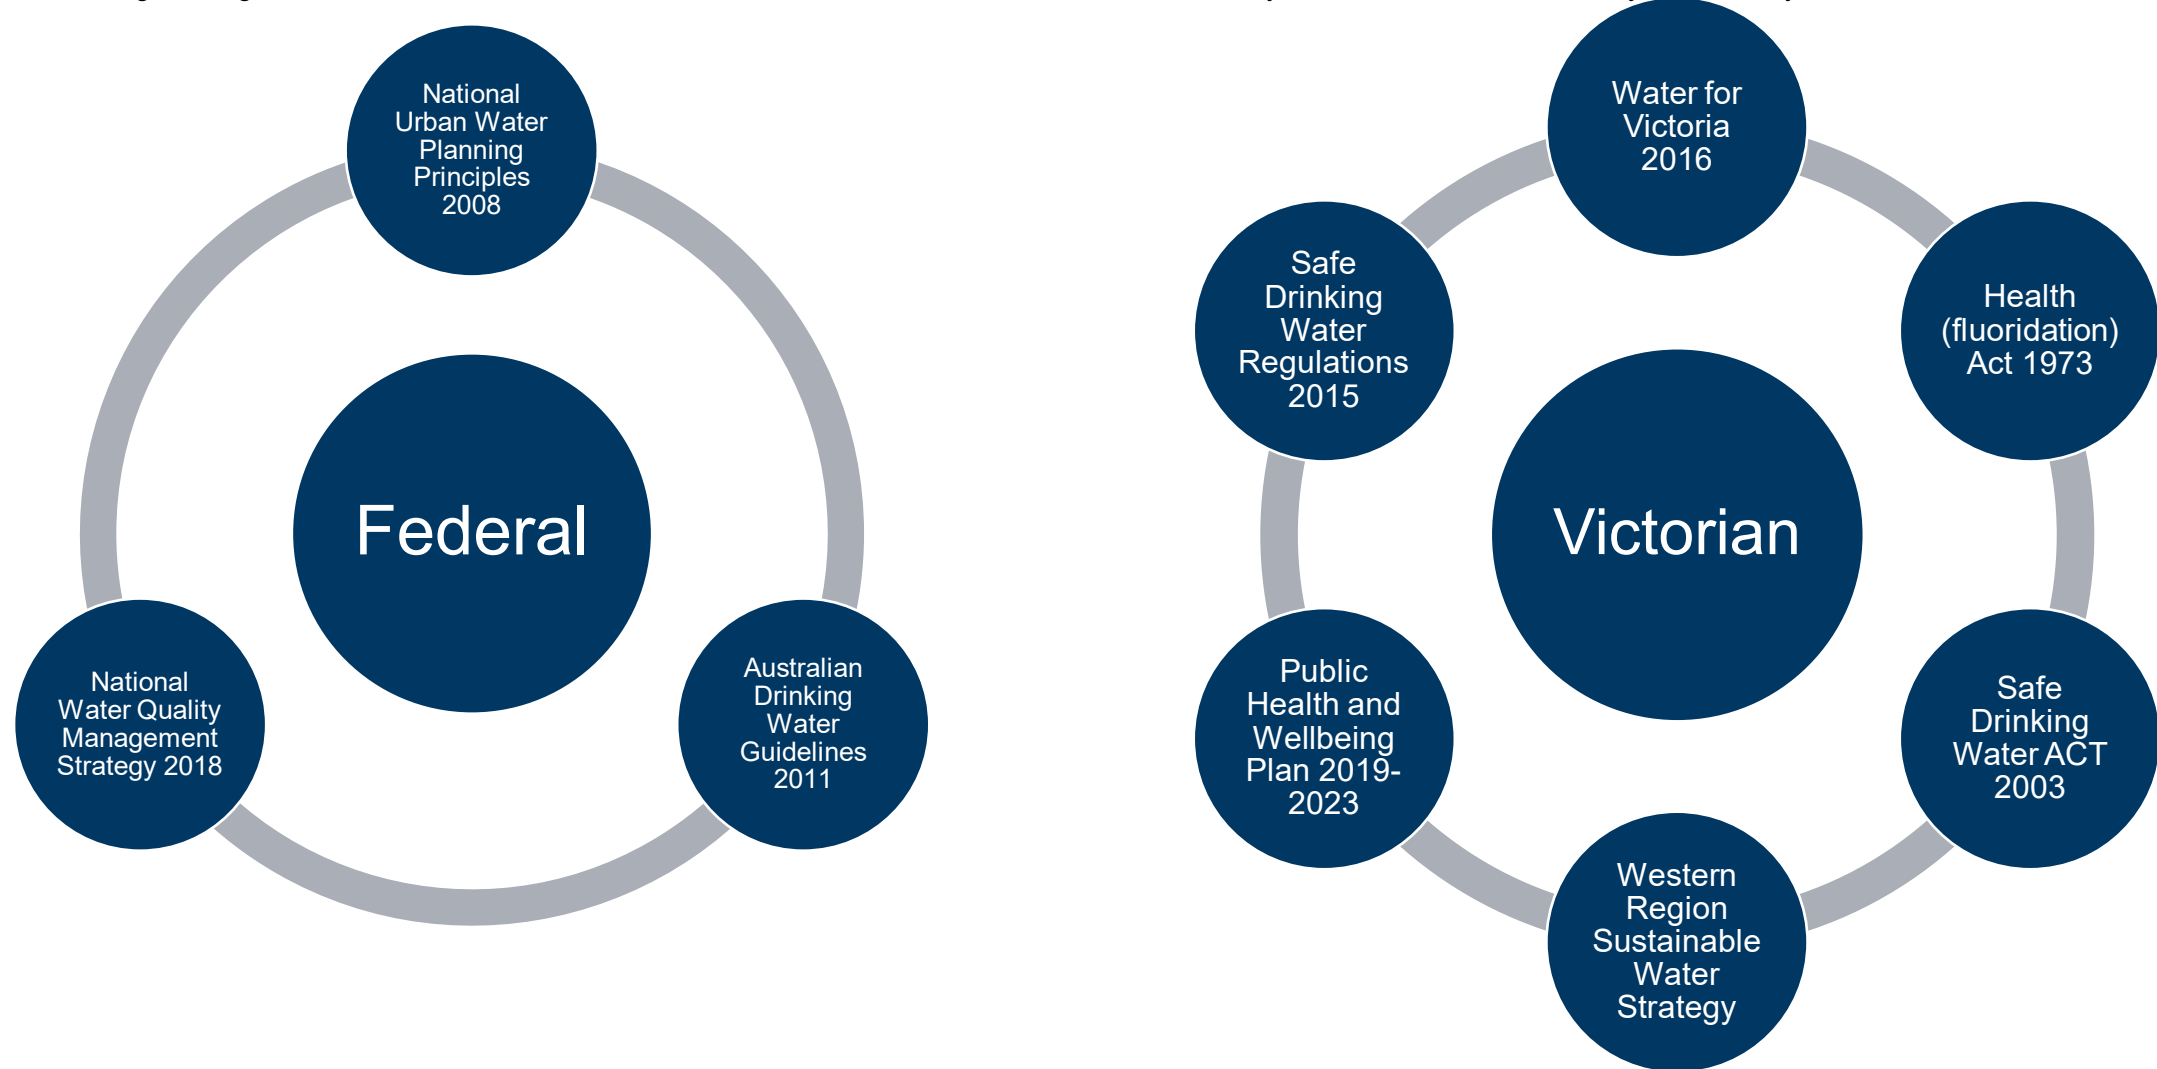 National
Urban Water
Planning
Principles
2008
Federal
Australian
Drinking
Water
Guidelines
2011
National
Water Quality
Management
Strategy 2018
Water for
Victoria
2016
Health
(fluoridation)
Act 1973
Victorian
Safe
Drinking
Water ACT
2003
Western
Region
Sustainable
Water
Strategy
Public
Health and
Wellbeing
Plan 2019-
2023
Safe
Drinking
Water
Regulations
2015